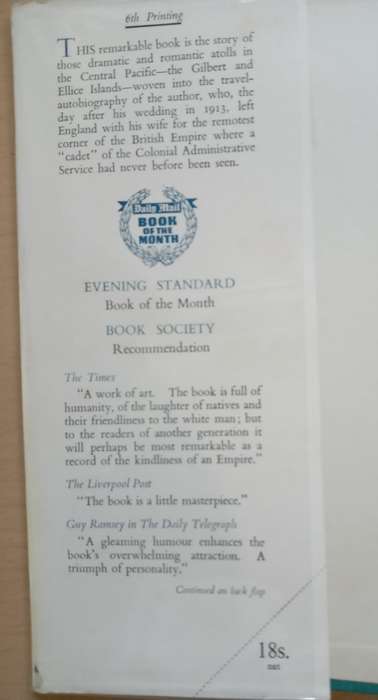 6th Printing
THIS remarkable book is the story of
those dramatic and romantic atolls in
the Central Pacific—the Gilbert and
Ellice Islands—woven into the travel-
autobiography of the author, who, the
day after his wedding in 1913, left
England with his wife for the remotest
corner of the British Empire where a
"cadet" of the Colonial Administrative
Service had never before been seen.
Daily Mail
BOOK
OF THE
MONTH
EVENING STANDARD
Book of the Month
BOOK SOCIETY
Recommendation
The Times
"A work of art. The book is full of
humanity, of the laughter of natives and
their friendliness to the white man; but
to the readers of another generation it
will perhaps be most remarkable as a
record of the kindliness of an Empire."
The Liverpool Post
"The book is a little masterpiece."
Guy Ramsey in The Daily Telegraph
"A gleaming humour enhances the
book's overwhelming attraction. A
triumph of personality."
Continued on back flap
18s.
net